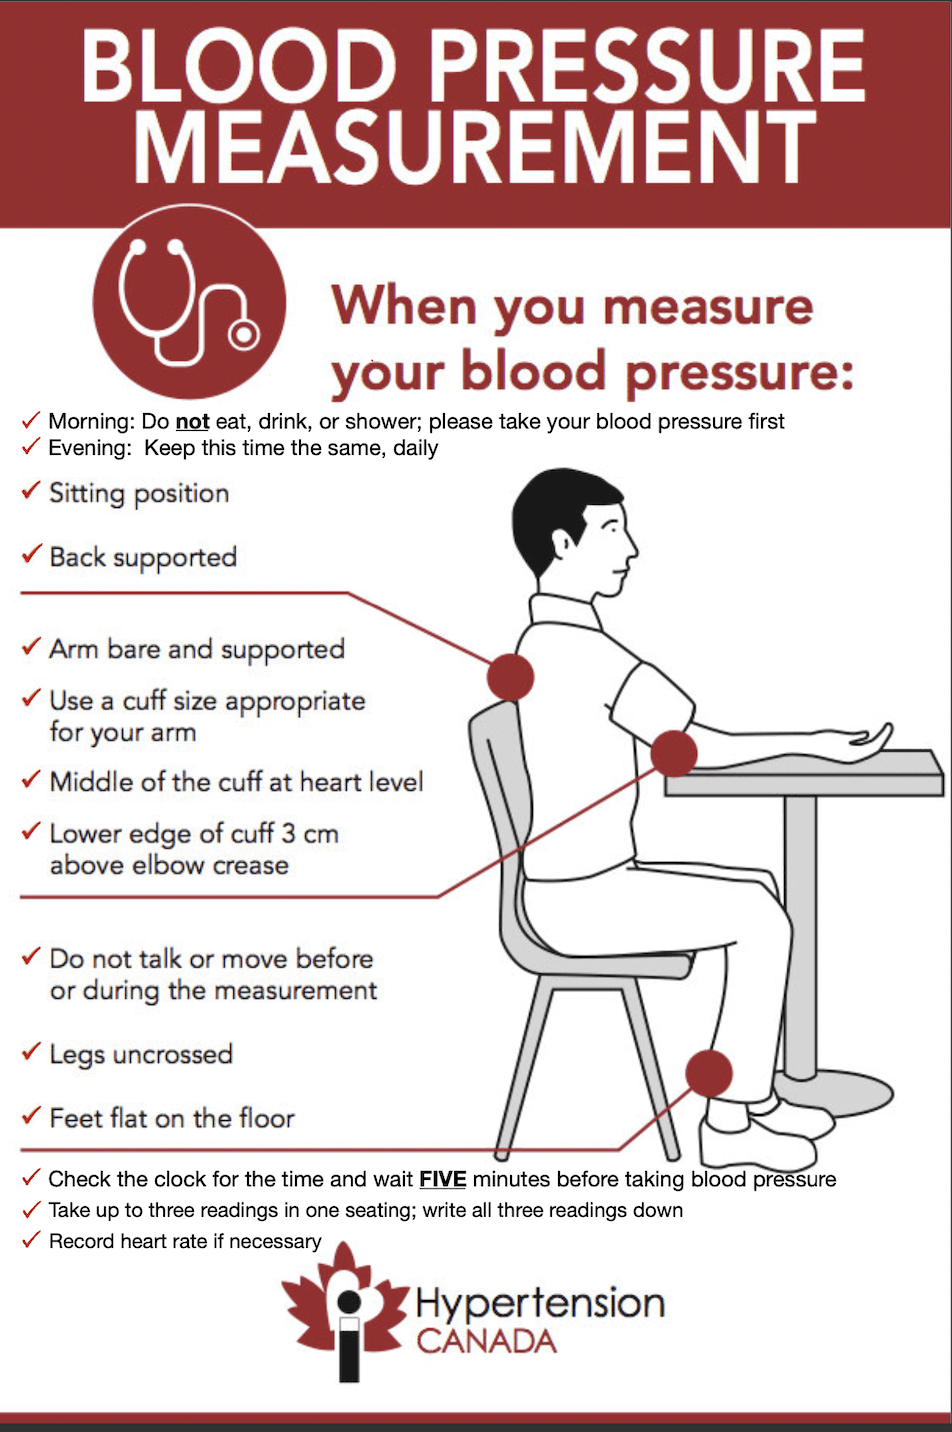 BLOOD PRESSURE
MEASUREMENT
When you measure
your blood pressure:
✓ Morning: Do not eat, drink, or shower; please take your blood pressure first
✓ Evening:  Keep this time the same, daily
✓ Sitting position
✓ Back supported
✓ Arm bare and supported
✓ Use a cuff size appropriate
for your arm
✓ Middle of the cuff at heart level
✓ Lower edge of cuff 3 cm
above elbow crease
✓ Do not talk or move before
or during the measurement
✓ Legs uncrossed
✓ Feet flat on the floor
✓ Check the clock for the time and wait FIVE minutes before taking blood pressure
✓ Take up to three readings in one seating; write all three readings down
✓ Record heart rate if necessary
Hypertension
CANADA